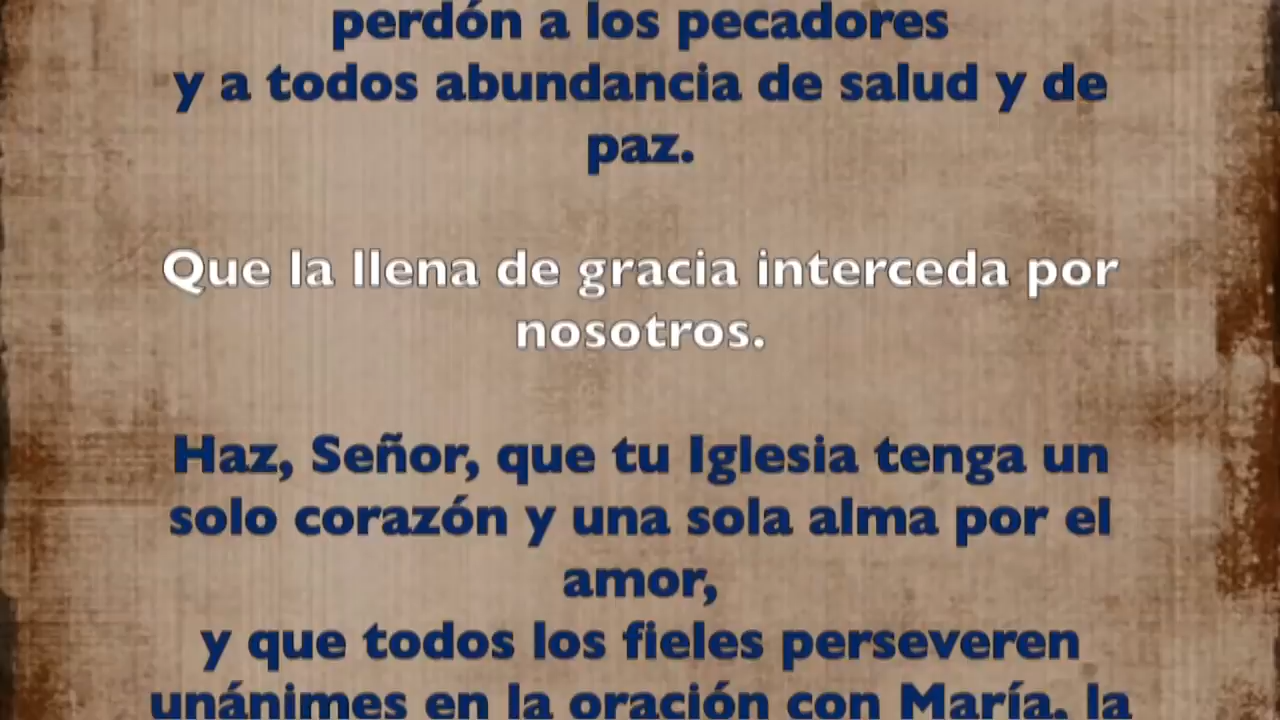 perdón a los pecadores
y a todos abundancia de salud y de
paz.
Que la llena de gracia interceda por
nosotros.
Haz, Señor, que tu Iglesia tenga un
solo corazón y una sola alma por el
amor,
y que todos los fieles perseveren
unánimes en la oración con María, la